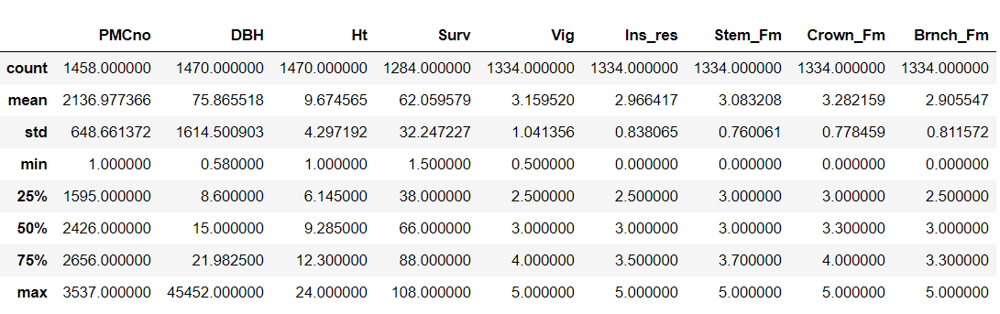 PMCno DBH Ht Surv Vig Ins_res Stem_Fm Crown_Fm Brnch_Fm
count 1458.000000 1470.000000 1470.000000 1284.000000 1334.000000 1334.000000 1334.000000 1334.000000 1334.000000
mean 2136.977366 75.865518 9.674565 62.059579 3.159520 2.966417 3.083208 3.282159 2.905547
std 648.661372 1614.500903 4.297192 32.247227 1.041356 0.838065 0.760061 0.778459 0.811572
min 1.000000 0.580000 1.000000 1.500000 0.500000 0.000000 0.000000 0.000000 0.000000
25% 1595.000000 8.600000 6.145000 38.000000 2.500000 2.500000 3.000000 3.000000 2.500000
50% 2426.000000 15.000000 9.285000 66.000000 3.000000 3.000000 3.000000 3.300000 3.000000
75% 2656.000000 21.982500 12.300000 88.000000 4.000000 3.500000 3.700000 4.000000 3.300000
max 3537.000000 45452.000000 24.000000 108.000000 5.000000 5.000000 5.000000 5.000000 5.000000